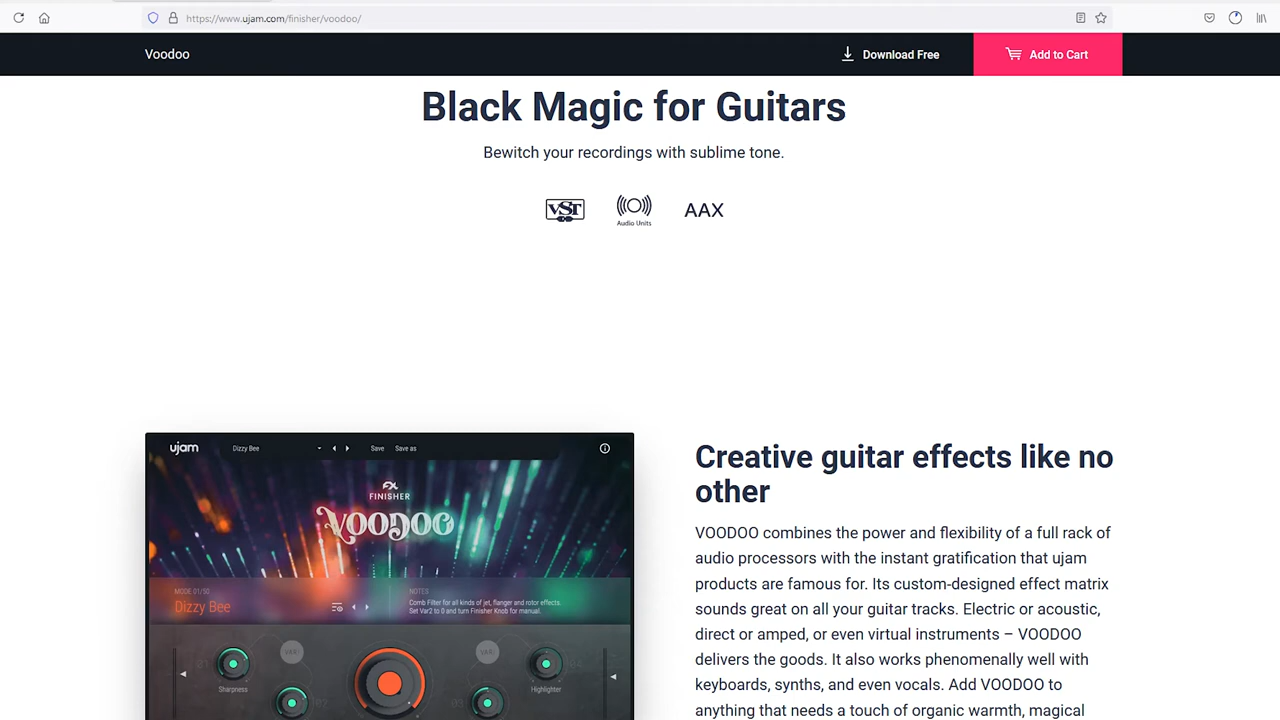 https://www.ujam.com/finisher/voodoo/
Voodoo
Download Free
Add to Cart
Black Magic for Guitars
Bewitch your recordings with sublime tone.
VST
Audio Units
AAX
ujam
Dizzy Bee
Save
Save as
FX
FINISHER
VOODOO
MODE 01/50
Dizzy Bee
NOTES
Comb Filter for all kinds of jet, flanger and rotor effects.
Set Var2 to 0 and turn Finisher Knob for manual.
Sharpness
Highlighter
Creative guitar effects like no
other
VOODOO combines the power and flexibility of a full rack of
audio processors with the instant gratification that ujam
products are famous for. Its custom-designed effect matrix
sounds great on all your guitar tracks. Electric or acoustic,
direct or amped, or even virtual instruments – VOODOO
delivers the goods. It also works phenomenally well with
keyboards, synths, and even vocals. Add VOODOO to
anything that needs a touch of organic warmth, magical